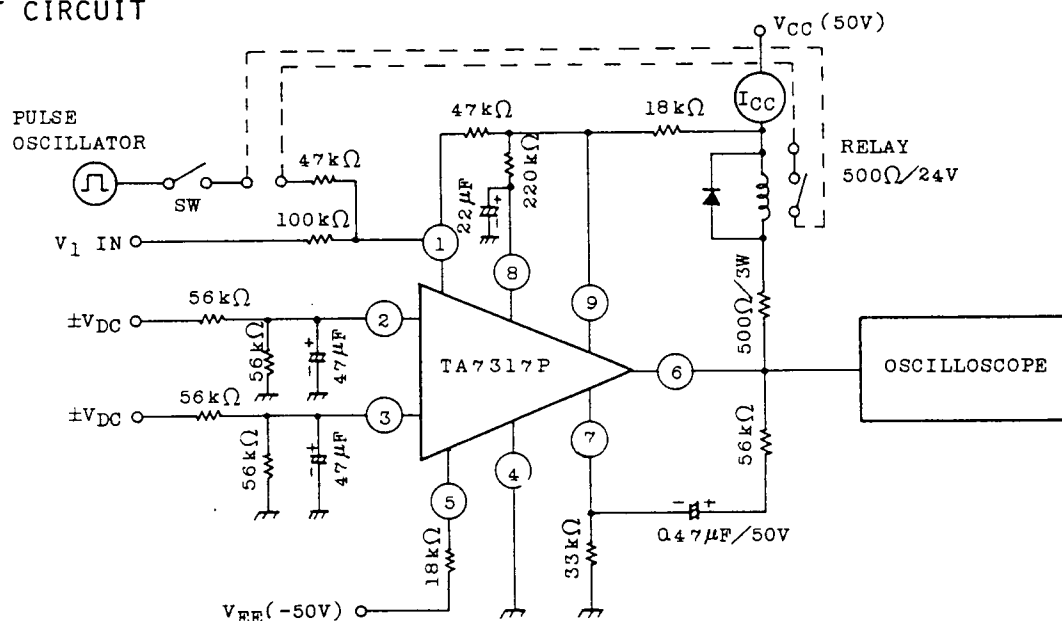 CIRCUIT
VCC (50V)
ICC
47kΩ
18kΩ
PULSE
OSCILLATOR
RELAY
500Ω/24V
47kΩ
220kΩ
22μF
- +
SW
100kΩ
V1 IN
1
8
9
500Ω/3W
56kΩ
±VDC
2
56kΩ
- +
47μF
TA7317P
6
OSCILLOSCOPE
56kΩ
±VDC
3
56kΩ
- +
47μF
7
56kΩ
4
5
- +
0.47μF/50V
18kΩ
33kΩ
VEE(-50V)